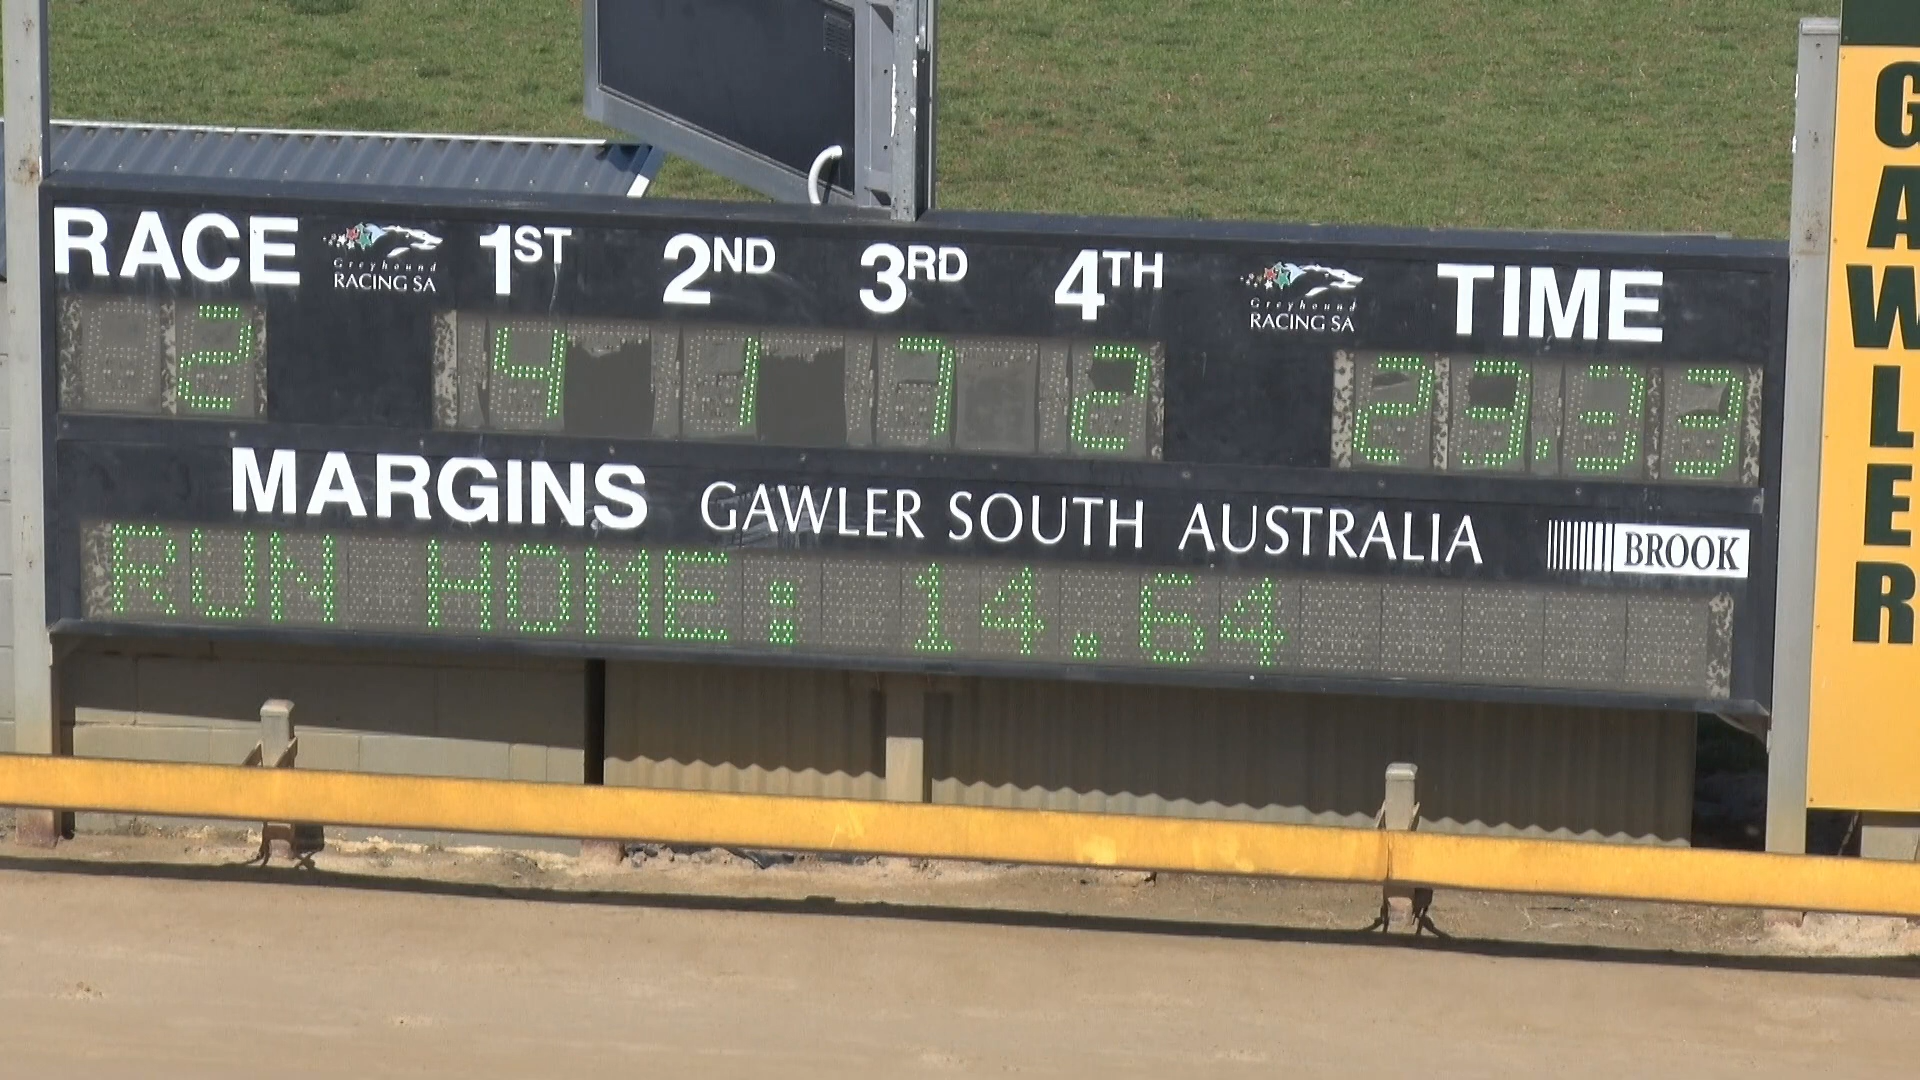 RACE Greyhound RACING SA 1ST 2ND 3RD 4TH Greyhound RACING SA TIME
2 4 1 7 2 23.33
MARGINS GAWLER SOUTH AUSTRALIA BROOK
RUN HOME: 14.64
GAWLER